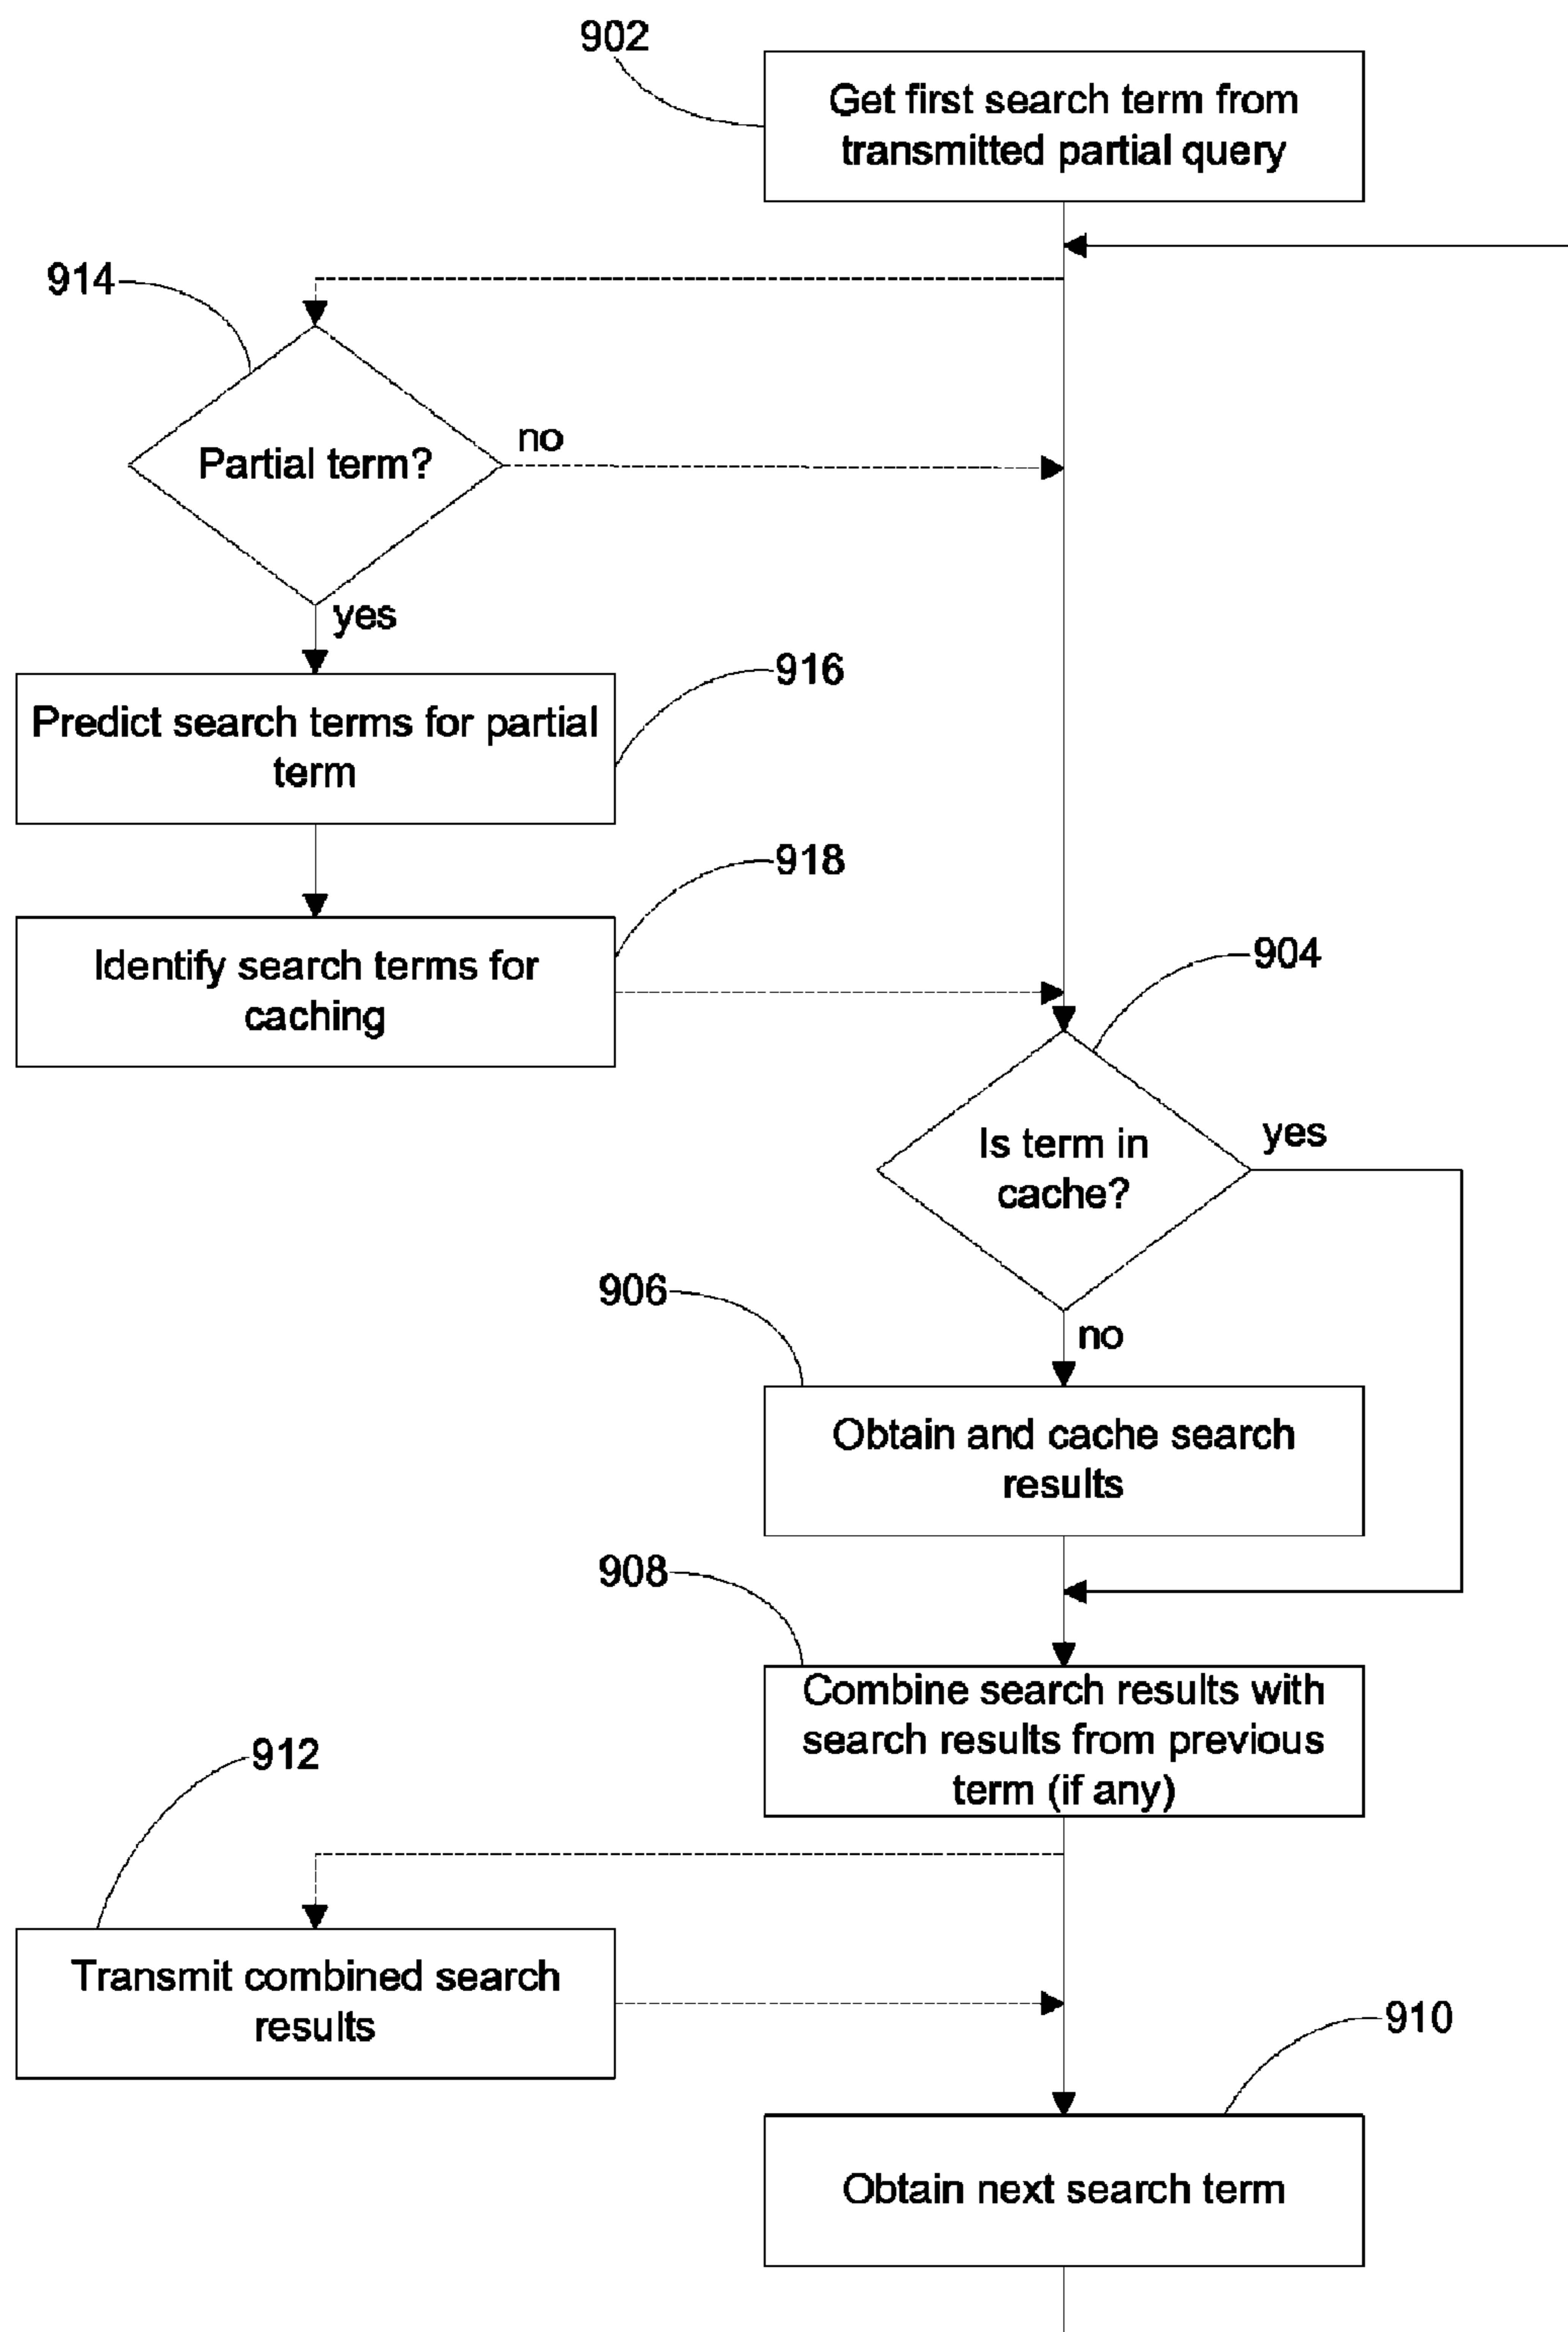 902
Get first search term from
transmitted partial query
914
Partial term?
no
yes
916
Predict search terms for partial
term
918
Identify search terms for
caching
904
Is term in
cache?
yes
906
no
Obtain and cache search
results
908
Combine search results with
search results from previous
term (if any)
912
Transmit combined search
results
910
Obtain next search term